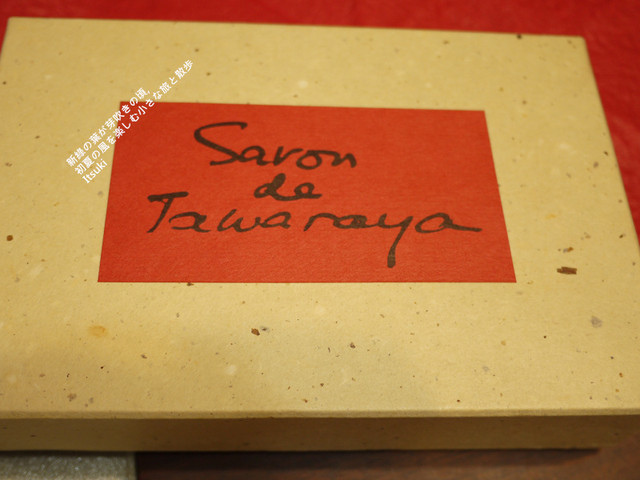 新緑の葉が芽吹きの頃,
初夏の風を楽しむ小さな旅と散歩
itsuki
Savon
de
Tawaraya